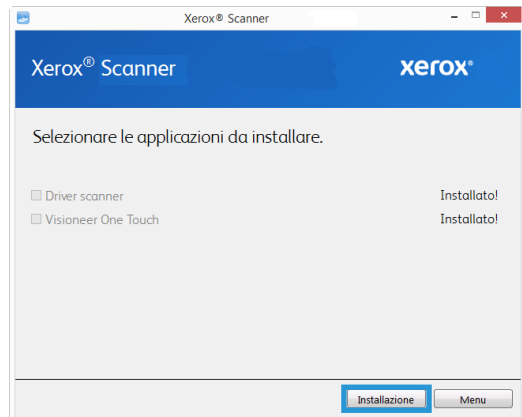 Xerox® Scanner
Xerox® Scanner
xerox®
Selezionare le applicazioni da installare.
Driver scanner Installato!
Visioneer One Touch Installato!
Installazione Menu